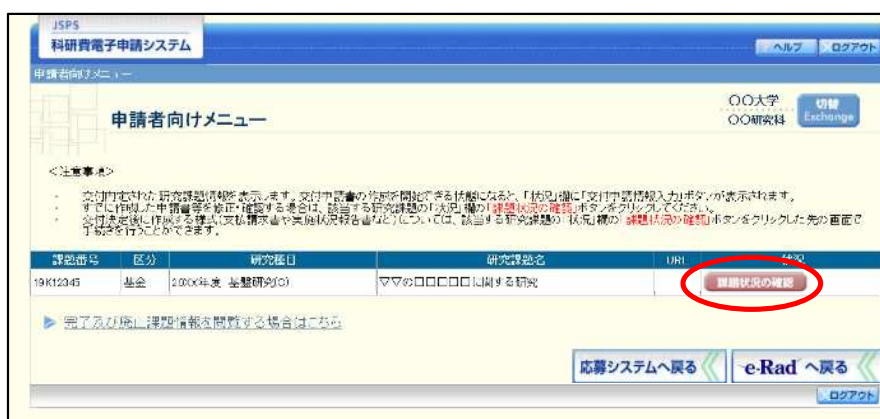 JSPS
科研費電子申請システム
ヘルプ ログアウト
申請者向けメニュー
申請者向けメニュー
〇〇大学
〇〇研究科
切替
Exchange
<注意事項>
・ 交付内定された研究課題情報を表示します。交付申請書の作成を開始できる状態になると、「状況」欄に「交付申請情報入力」ボタンが表示されます。
・ すでに作成した申請書等を修正・確認する場合は、該当する研究課題の「状況」欄の「課題状況の確認」ボタンをクリックしてください。
・ 交付決定後に作成する様式(支払請求書や実施状況報告書など)については、該当する研究課題の「状況」欄の「課題状況の確認」ボタンをクリックした先の画面で
手続きを行うことができます。
課題番号 区分 研究種目 研究課題名 URL 状況
19K12345 基金 20XX年度 基盤研究(C) ▽▽の□□□□□に関する研究 課題状況の確認
完了及び廃止課題情報を閲覧する場合はこちら
応募システムへ戻る e-Rad へ戻る
ログアウト